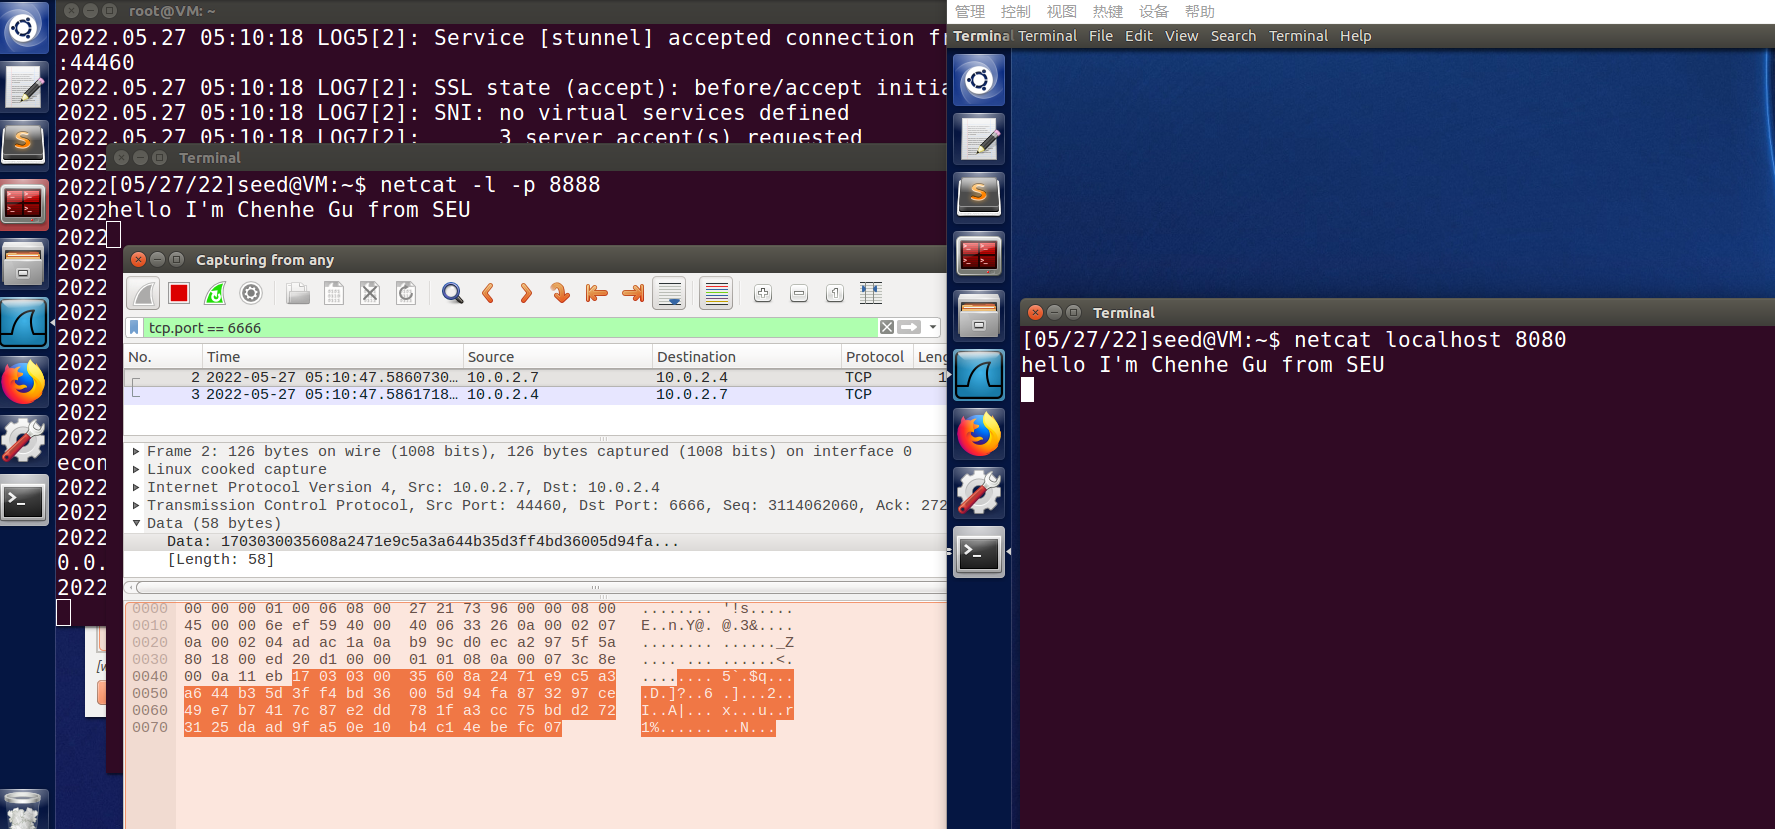 root@VM: ~
2022.05.27 05:10:18 LOG5[2]: Service [stunnel] accepted connection fr
:44460
2022.05.27 05:10:18 LOG7[2]: SSL state (accept): before/accept initia
2022.05.27 05:10:18 LOG7[2]: SNI: no virtual services defined
2022.05.27 05:10:18 LOG7[2]:      3 server accept(s) requested
2022
2022
2022
2022
2022
2022
2022
2022
2022
2022
2022
2022
econ
2022
2022
2022
0.0.
2022
Terminal
[05/27/22]seed@VM:~$ netcat -l -p 8888
hello I'm Chenhe Gu from SEU
Capturing from any
tcp.port == 6666
No. Time Source Destination Protocol Leng
2 2022-05-27 05:10:47.5860730… 10.0.2.7 10.0.2.4 TCP 1
3 2022-05-27 05:10:47.5861718… 10.0.2.4 10.0.2.7 TCP
Frame 2: 126 bytes on wire (1008 bits), 126 bytes captured (1008 bits) on interface 0
Linux cooked capture
Internet Protocol Version 4, Src: 10.0.2.7, Dst: 10.0.2.4
Transmission Control Protocol, Src Port: 44460, Dst Port: 6666, Seq: 3114062060, Ack: 272
Data (58 bytes)
Data: 1703030035608a2471e9c5a3a644b35d3ff4bd36005d94fa...
[Length: 58]
0000 00 00 00 01 00 06 08 00 27 21 73 96 00 00 08 00 ........ '!s.....
0010 45 00 00 6e ef 59 40 00 40 06 33 26 0a 00 02 07 E..n.Y@. @.3&....
0020 0a 00 02 04 ad ac 1a 0a b9 9c d0 ec a2 97 5f 5a ........ ......_Z
0030 80 18 00 ed 20 d1 00 00 01 01 08 0a 00 07 3c 8e .... ... ......<.
0040 00 0a 11 eb 17 03 03 00 35 60 8a 24 71 e9 c5 a3 ........ 5`.$q...
0050 a6 44 b3 5d 3f f4 bd 36 00 5d 94 fa 87 32 97 ce .D.]?..6 .]...2..
0060 49 e7 b7 41 7c 87 e2 dd 78 1f a3 cc 75 bd d2 72 I..A|... x...u..r
0070 31 25 da ad 9f a5 0e 10 b4 c1 4e be fc 07 1%...... ..N...
管理 控制 视图 热键 设备 帮助
Terminal Terminal File Edit View Search Terminal Help
Terminal
[05/27/22]seed@VM:~$ netcat localhost 8080
hello I'm Chenhe Gu from SEU